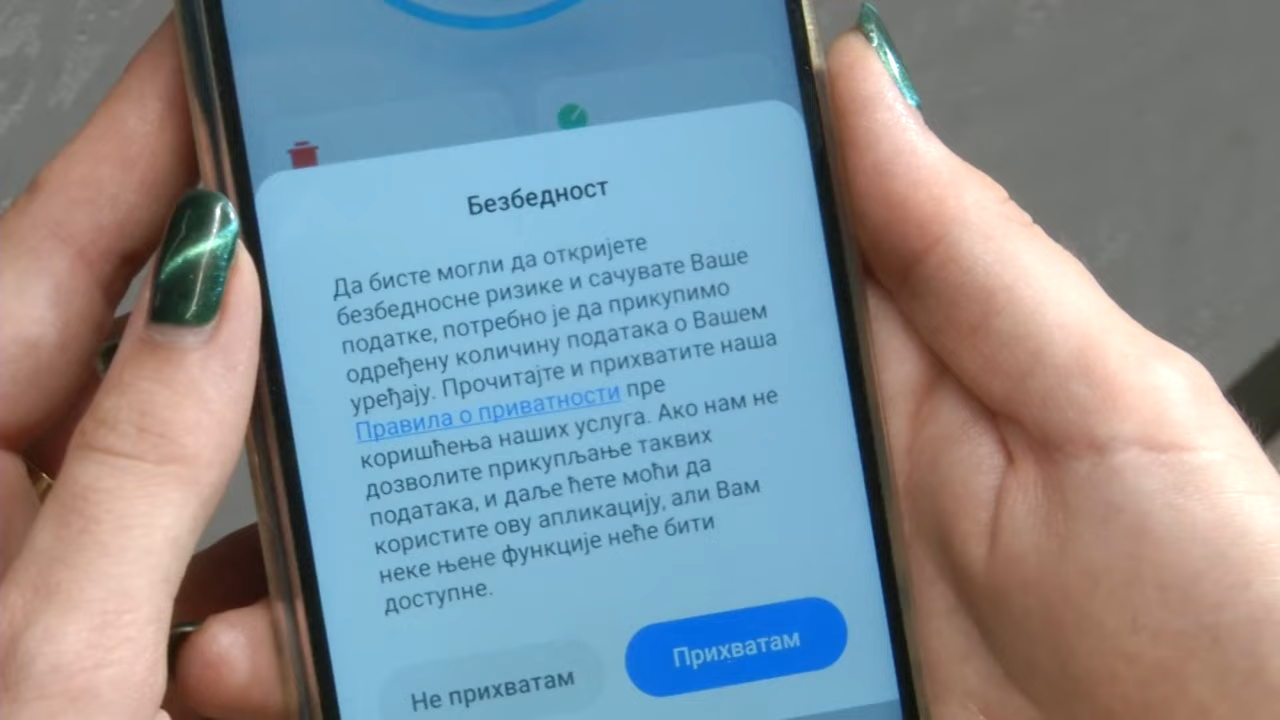 Безбедност
Да бисте могли да откријете
безбедносне ризике и сачувате Ваше
податке, потребно је да прикупимо
одређену количину података о Вашем
уређају. Прочитајте и прихватите наша
Правила о приватности пре
коришћења наших услуга. Ако нам не
дозволите прикупљање таквих
података, и даље ћете моћи да
користите ову апликацију, али Вам
неке њене функције неће бити
доступне.
Не прихватам
Прихватам